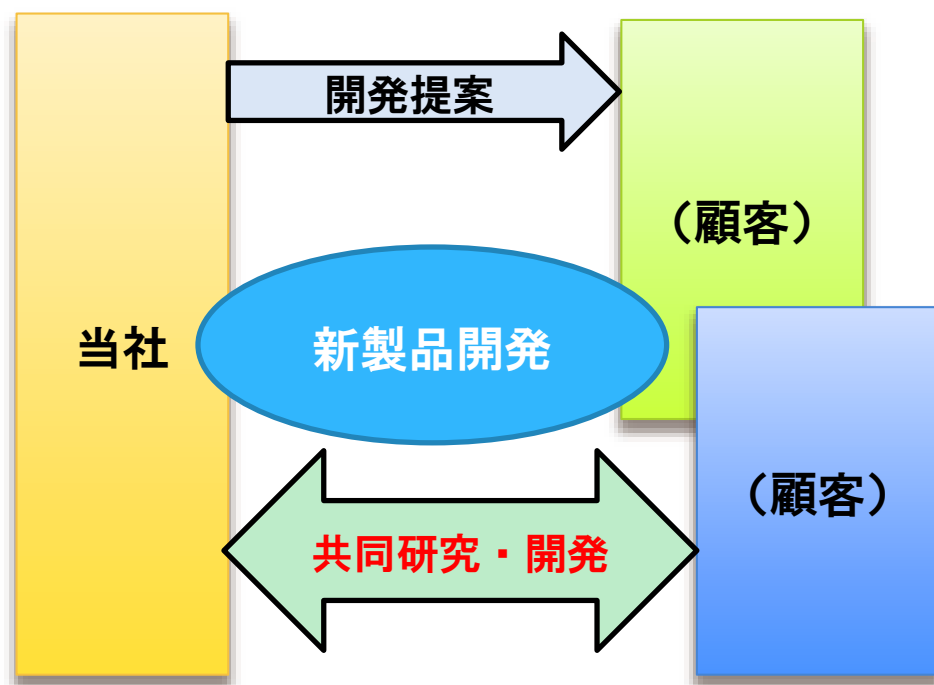 開発提案
（顧客）
当社
新製品開発
（顧客）
共同研究・開発